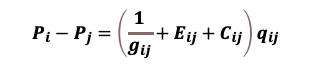 P_i − P_j = (1/g_ij + E_ij + C_ij) q_ij